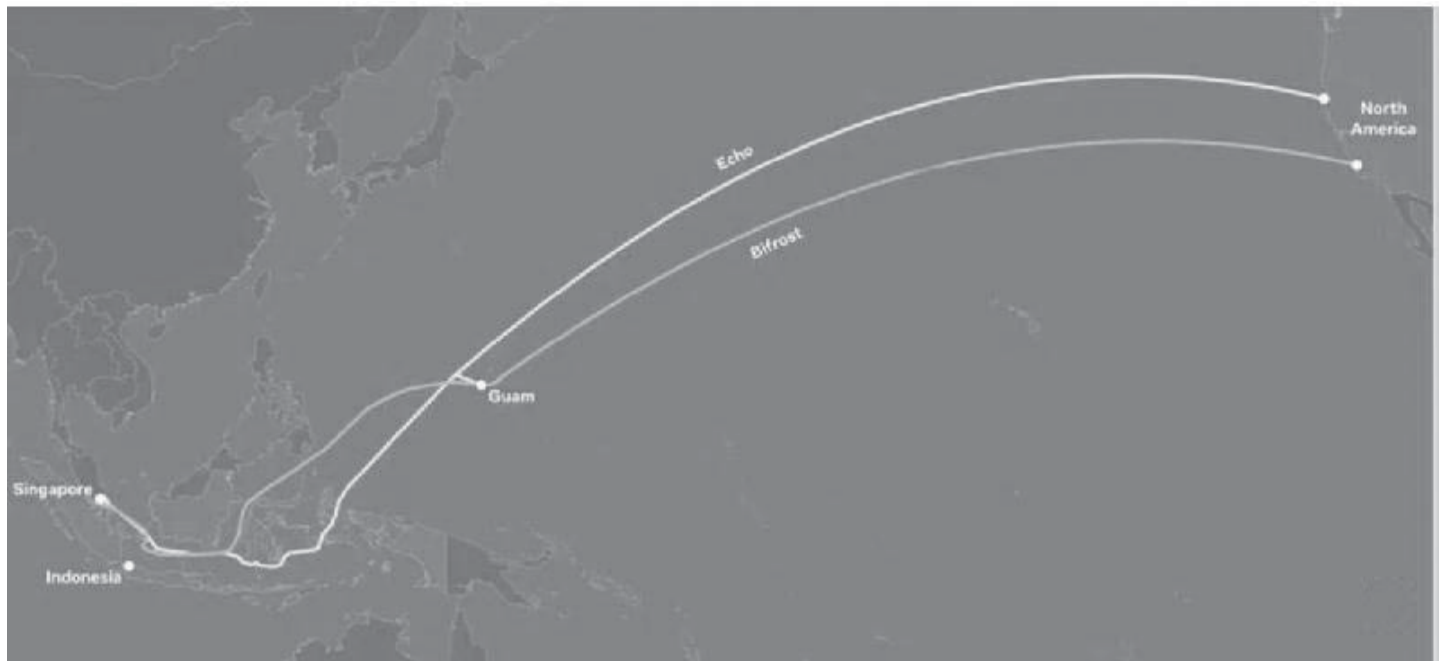 North
America
Echo
Bifrost
Guam
Singapore
Indonesia